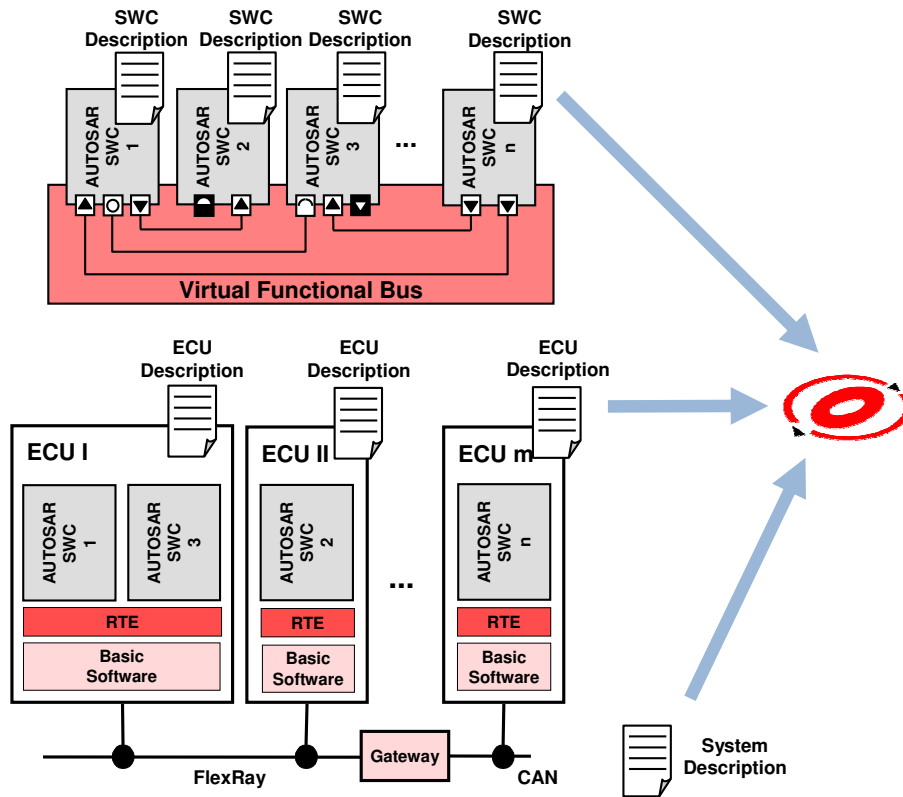 SWC
Description
SWC
Description
SWC
Description
SWC
Description
AUTOSAR
SWC
1
AUTOSAR
SWC
2
AUTOSAR
SWC
3
...
AUTOSAR
SWC
n
Virtual Functional Bus
ECU
Description
ECU
Description
ECU
Description
ECU I
ECU II
ECU m
AUTOSAR
SWC
1
AUTOSAR
SWC
3
AUTOSAR
SWC
2
...
AUTOSAR
SWC
n
RTE
RTE
RTE
Basic
Software
Basic
Software
Basic
Software
Gateway
FlexRay
CAN
System
Description